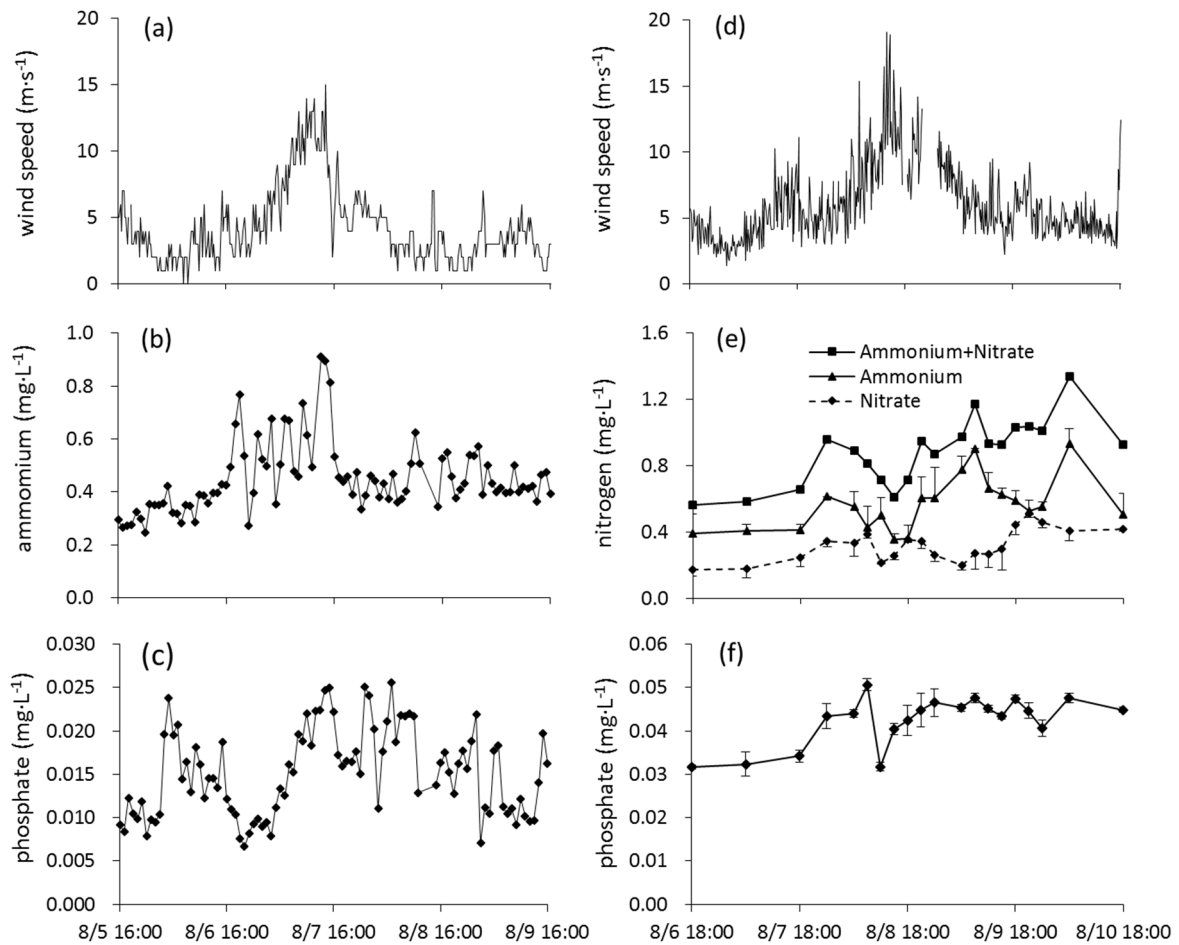 (a)
wind speed (m·s-1)
20
15
10
5
0
(d)
wind speed (m·s-1)
20
15
10
5
0
(b)
ammomium (mg·L-1)
1.0
0.8
0.6
0.4
0.2
0.0
(e)
nitrogen (mg·L-1)
1.6
1.2
0.8
0.4
0.0
Ammonium+Nitrate
Ammonium
Nitrate
(c)
phosphate (mg·L-1)
0.030
0.025
0.020
0.015
0.010
0.005
0.000
8/5 16:00 8/6 16:00 8/7 16:00 8/8 16:00 8/9 16:00
(f)
phosphate (mg·L-1)
0.06
0.05
0.04
0.03
0.02
0.01
0.00
8/6 18:00 8/7 18:00 8/8 18:00 8/9 18:00 8/10 18:00